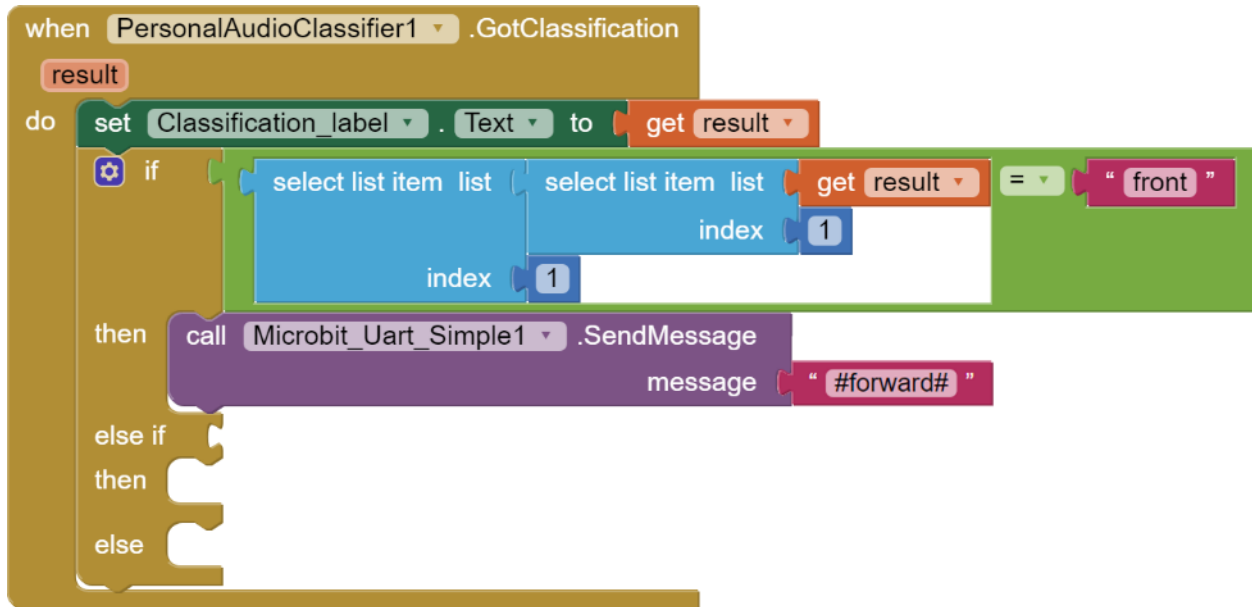 when PersonalAudioClassifier1 .GotClassification
result
do set Classification_label . Text to get result
if select list item list select list item list get result = “ front ”
index 1
index 1
then call Microbit_Uart_Simple1 .SendMessage
message “ #forward# ”
else if
then
else